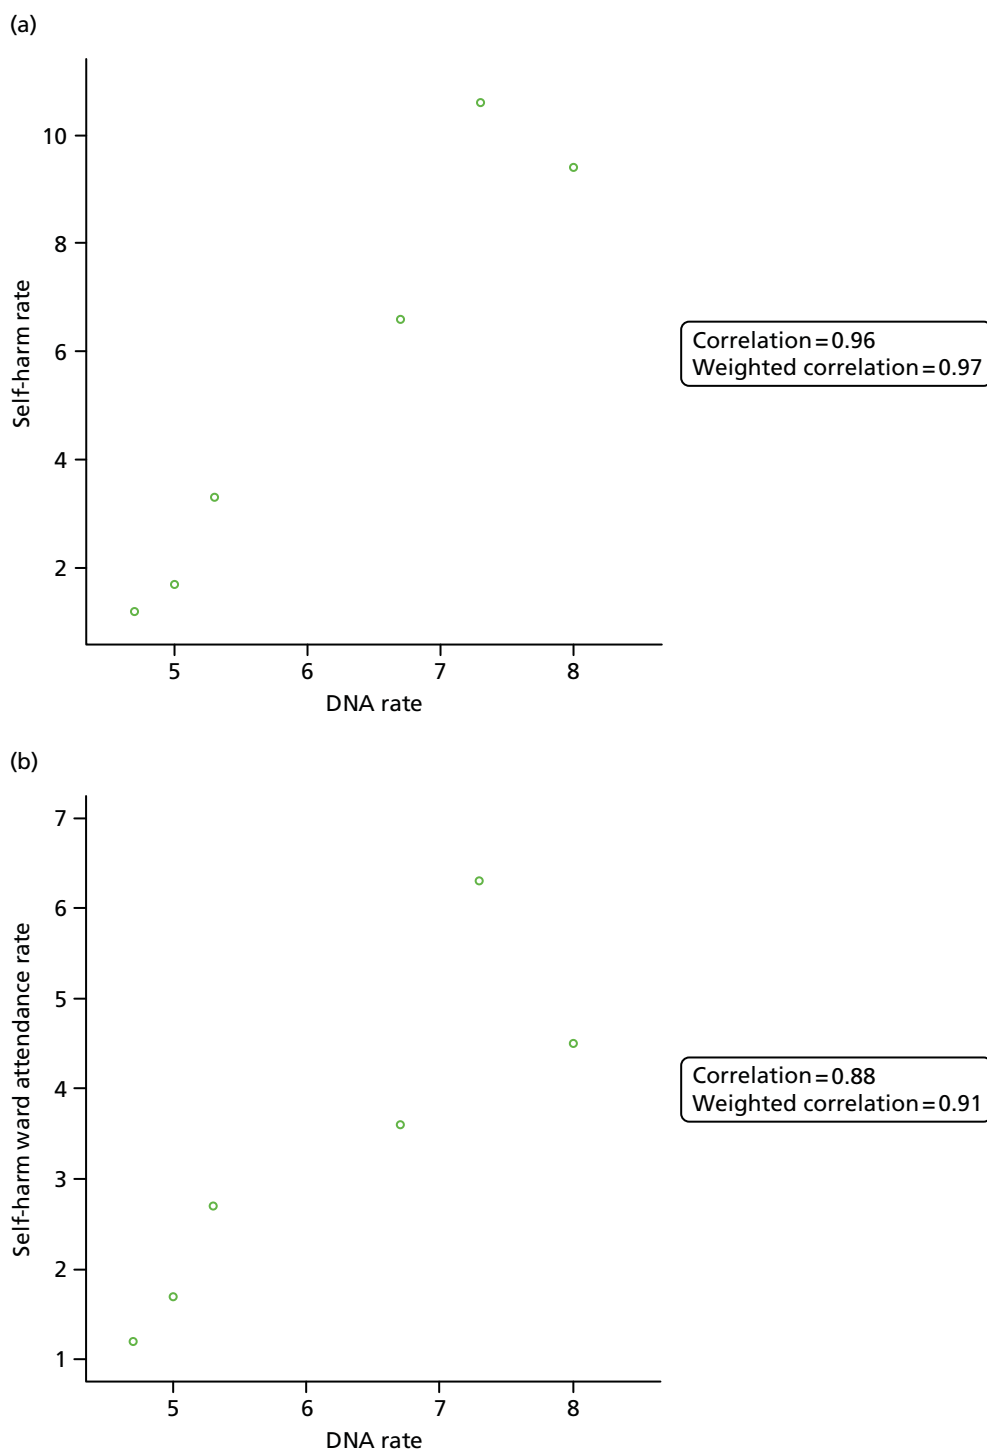 (a)
10
8
6
4
2
Self-harm rate
5 6 7 8
DNA rate
Correlation=0.96
Weighted correlation=0.97
(b)
7
6
5
4
3
2
1
Self-harm ward attendance rate
5 6 7 8
DNA rate
Correlation=0.88
Weighted correlation=0.91